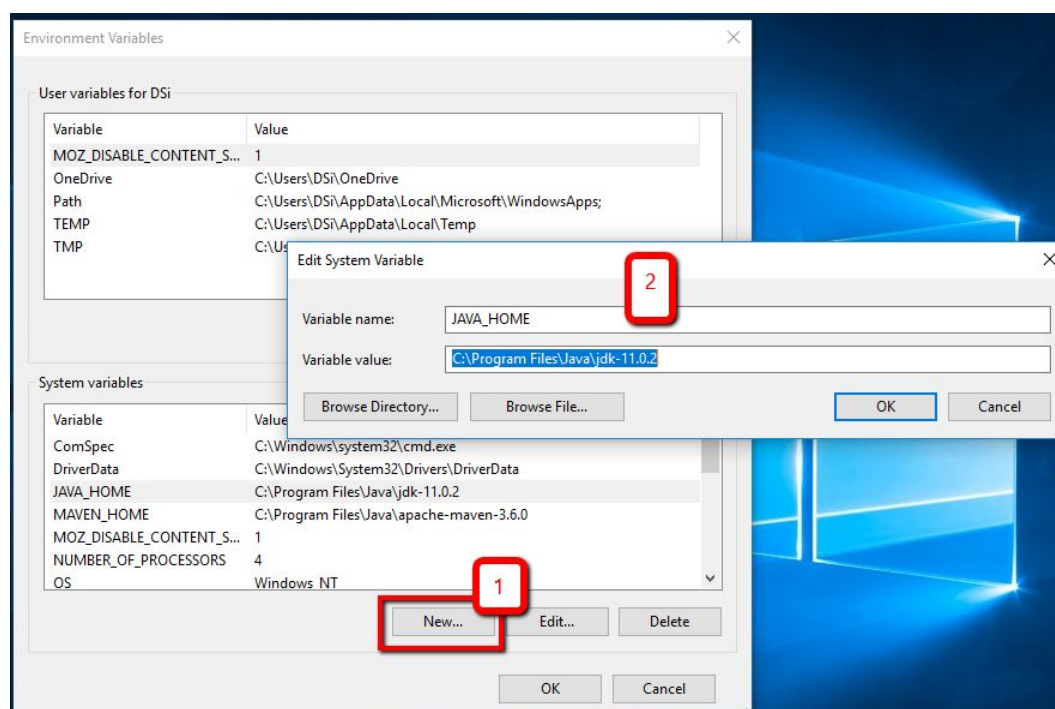 Environment Variables
User variables for DSi
Variable Value
MOZ_DISABLE_CONTENT_S... 1
OneDrive C:\Users\DSi\OneDrive
Path C:\Users\DSi\AppData\Local\Microsoft\WindowsApps;
TEMP C:\Users\DSi\AppData\Local\Temp
TMP
Edit System Variable
2
Variable name: JAVA_HOME
Variable value: C:\Program Files\Java\jdk-11.0.2
Browse Directory... Browse File... OK Cancel
System variables
Variable Value
ComSpec C:\Windows\system32\cmd.exe
DriverData C:\Windows\System32\Drivers\DriverData
JAVA_HOME C:\Program Files\Java\jdk-11.0.2
MAVEN_HOME C:\Program Files\Java\apache-maven-3.6.0
MOZ_DISABLE_CONTENT_S... 1
NUMBER_OF_PROCESSORS 4
OS Windows_NT
1
New... Edit... Delete
OK Cancel